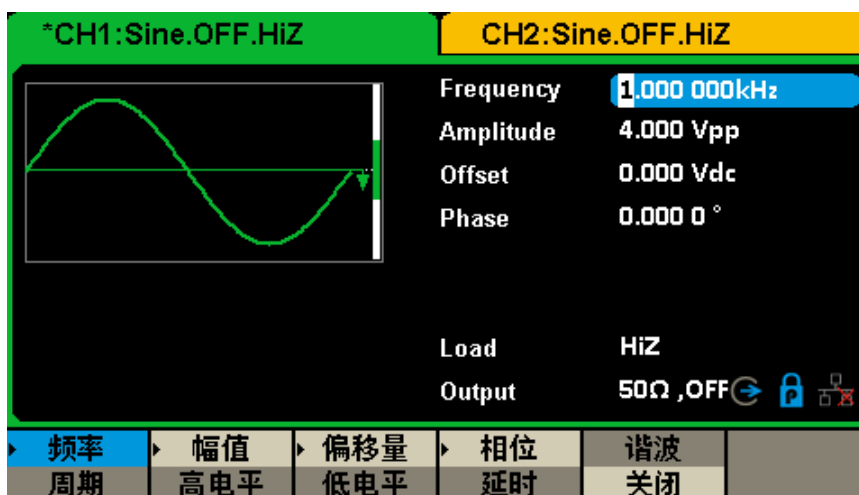 *CH1:Sine.OFF.HiZ CH2:Sine.OFF.HiZ
Frequency 1.000 000kHz
Amplitude 4.000 Vpp
Offset 0.000 Vdc
Phase 0.000 0 °
Load HiZ
Output 50Ω ,OFF P
频率 幅值 偏移量 相位 谐波
周期 高电平 低电平 延时 关闭